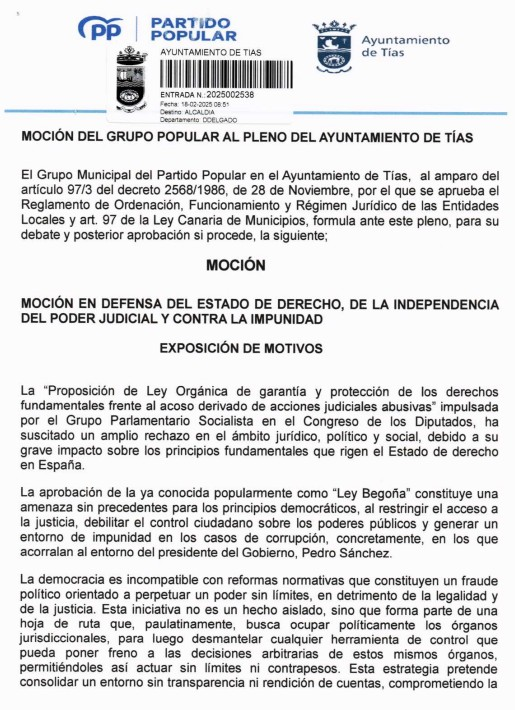 PP PARTIDO
POPULAR
AYUNTAMIENTO DE TIAS
ENTRADA N.: 2025002538
Fecha: 18-02-2025 08:51
Destino: ALCALDIA
Departamento: DDELGADO
Ayuntamiento
de Tías
MOCIÓN DEL GRUPO POPULAR AL PLENO DEL AYUNTAMIENTO DE TÍAS
El Grupo Municipal del Partido Popular en el Ayuntamiento de Tías, al amparo del
artículo 97/3 del decreto 2568/1986, de 28 de Noviembre, por el que se aprueba el
Reglamento de Ordenación, Funcionamiento y Régimen Jurídico de las Entidades
Locales y art. 97 de la Ley Canaria de Municipios, formula ante este pleno, para su
debate y posterior aprobación si procede, la siguiente;
MOCIÓN
MOCIÓN EN DEFENSA DEL ESTADO DE DERECHO, DE LA INDEPENDENCIA
DEL PODER JUDICIAL Y CONTRA LA IMPUNIDAD
EXPOSICIÓN DE MOTIVOS
La “Proposición de Ley Orgánica de garantía y protección de los derechos
fundamentales frente al acoso derivado de acciones judiciales abusivas” impulsada
por el Grupo Parlamentario Socialista en el Congreso de los Diputados, ha
suscitado un amplio rechazo en el ámbito jurídico, político y social, debido a su
grave impacto sobre los principios fundamentales que rigen el Estado de derecho
en España.
La aprobación de la ya conocida popularmente como “Ley Begoña” constituye una
amenaza sin precedentes para los principios democráticos, al restringir el acceso a
la justicia, debilitar el control ciudadano sobre los poderes públicos y generar un
entorno de impunidad en los casos de corrupción, concretamente, en los que
acorralan al entorno del presidente del Gobierno, Pedro Sánchez.
La democracia es incompatible con reformas normativas que constituyen un fraude
político orientado a perpetuar un poder sin límites, en detrimento de la legalidad y
de la justicia. Esta iniciativa no es un hecho aislado, sino que forma parte de una
hoja de ruta que, paulatinamente, busca ocupar políticamente los órganos
jurisdiccionales, para luego desmantelar cualquier herramienta de control que
pueda poner freno a las decisiones arbitrarias de estos mismos órganos,
permitiéndoles así actuar sin límites ni contrapesos. Esta estrategia pretende
consolidar un entorno sin transparencia ni rendición de cuentas, comprometiendo la